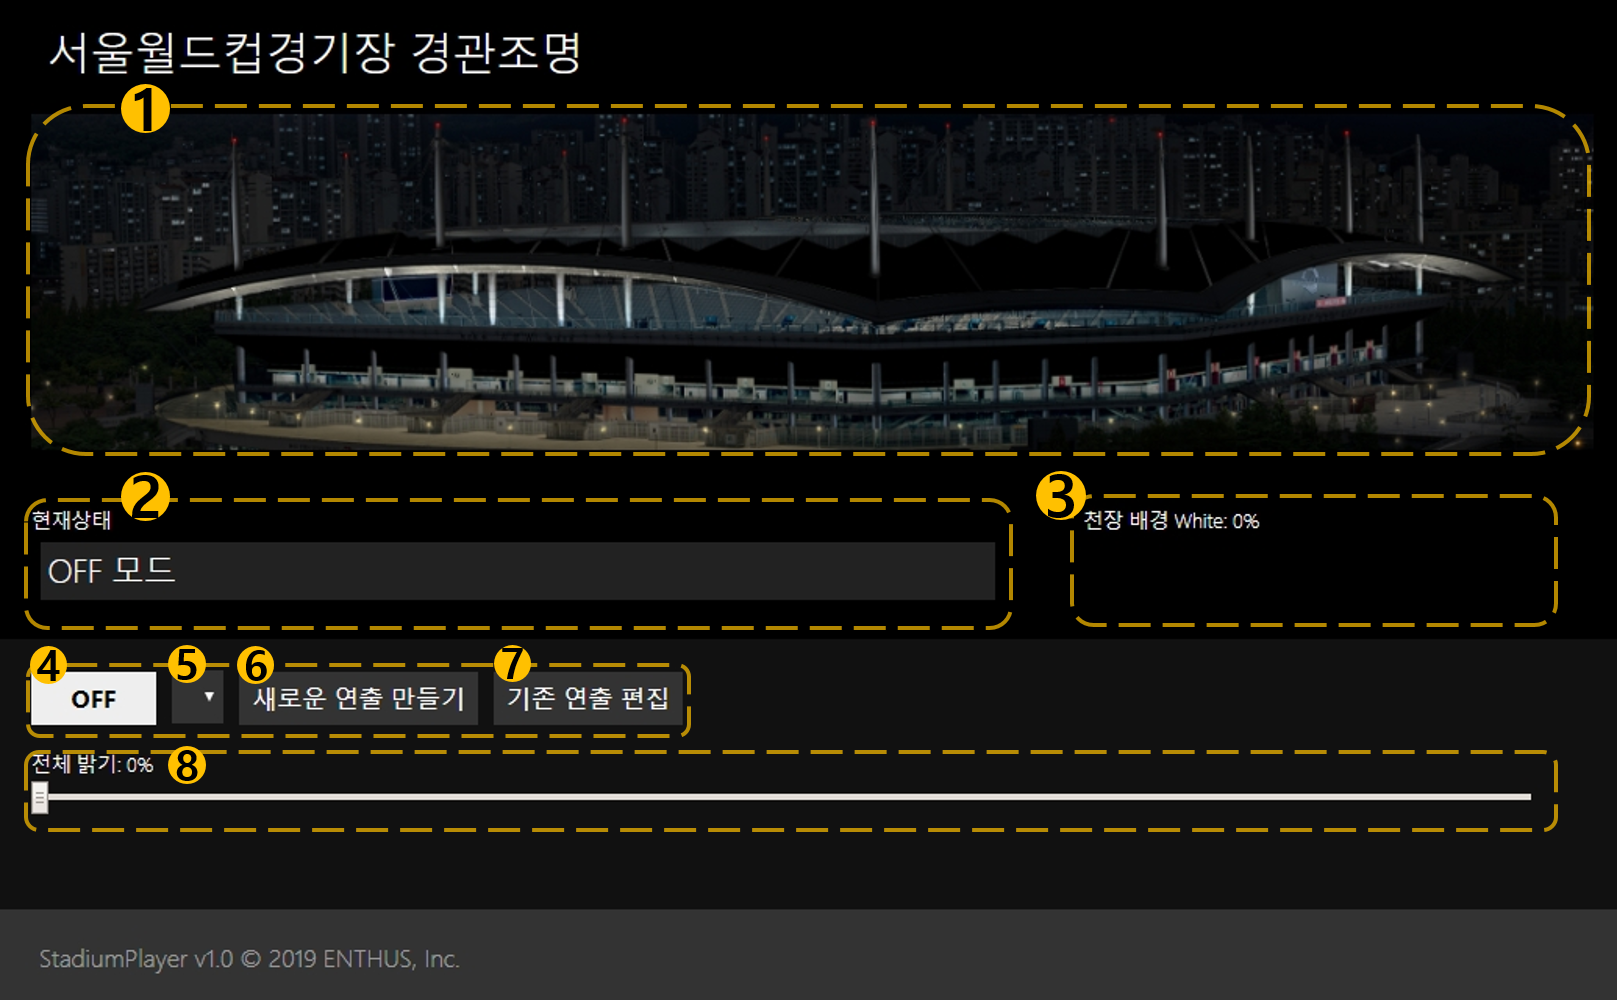 서울월드컵경기장 경관조명
1
2
현재상태
OFF 모드
3
천장 배경 White: 0%
4
OFF
5
▼
6
새로운 연출 만들기
7
기존 연출 편집
전체 밝기: 0%
8
StadiumPlayer v1.0 © 2019 ENTHUS, Inc.